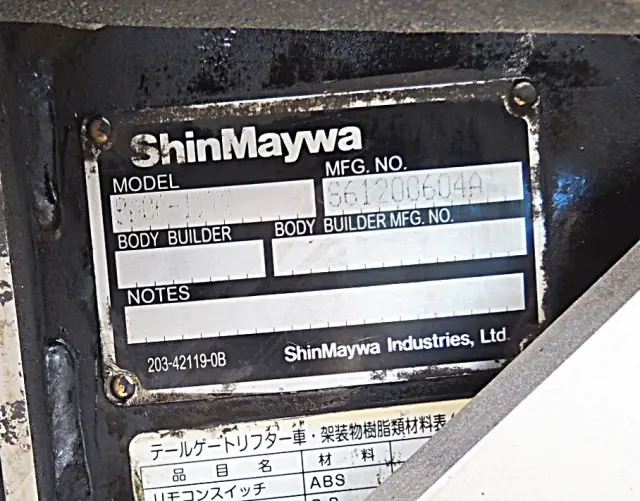 ShinMaywa
MODEL
MFG. NO.
S61200604A
BODY BUILDER
BODY BUILDER MFG. NO.
NOTES
203-42119-0B
ShinMaywa Industries, Ltd.
テールゲートリフター車・架装物樹脂類材料表
品目名
材料
リモコンスイッチ
ABS